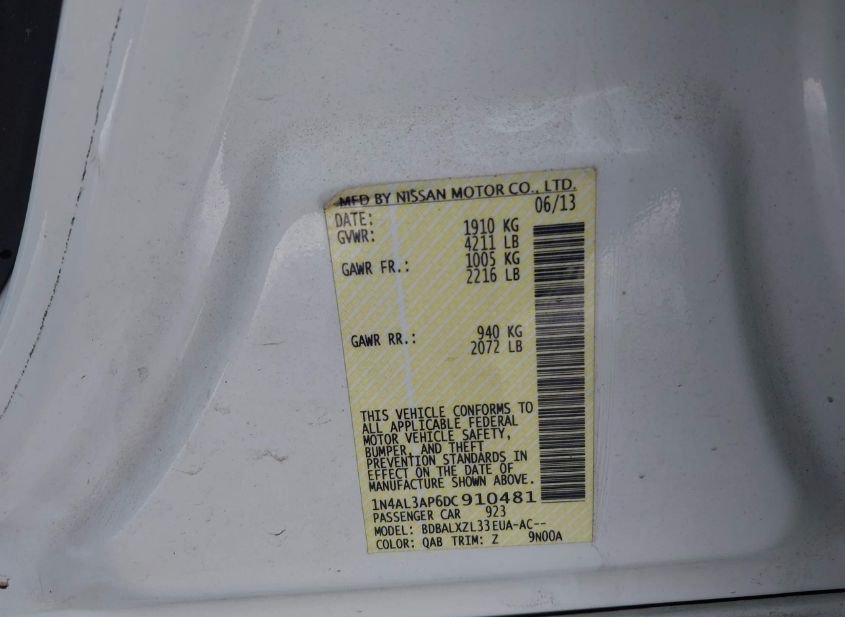 MFD BY NISSAN MOTOR CO., LTD.
DATE: 06/13
GVWR: 1910 KG
4211 LB
GAWR FR.: 1005 KG
2216 LB
GAWR RR.: 940 KG
2072 LB
THIS VEHICLE CONFORMS TO
ALL APPLICABLE FEDERAL
MOTOR VEHICLE SAFETY,
BUMPER, AND THEFT
PREVENTION STANDARDS IN
EFFECT ON THE DATE OF
MANUFACTURE SHOWN ABOVE.
1N4AL3AP6DC910481
PASSENGER CAR 923
MODEL: BDBALXZL33EUA-AC--
COLOR: QAB TRIM: Z 9N00A